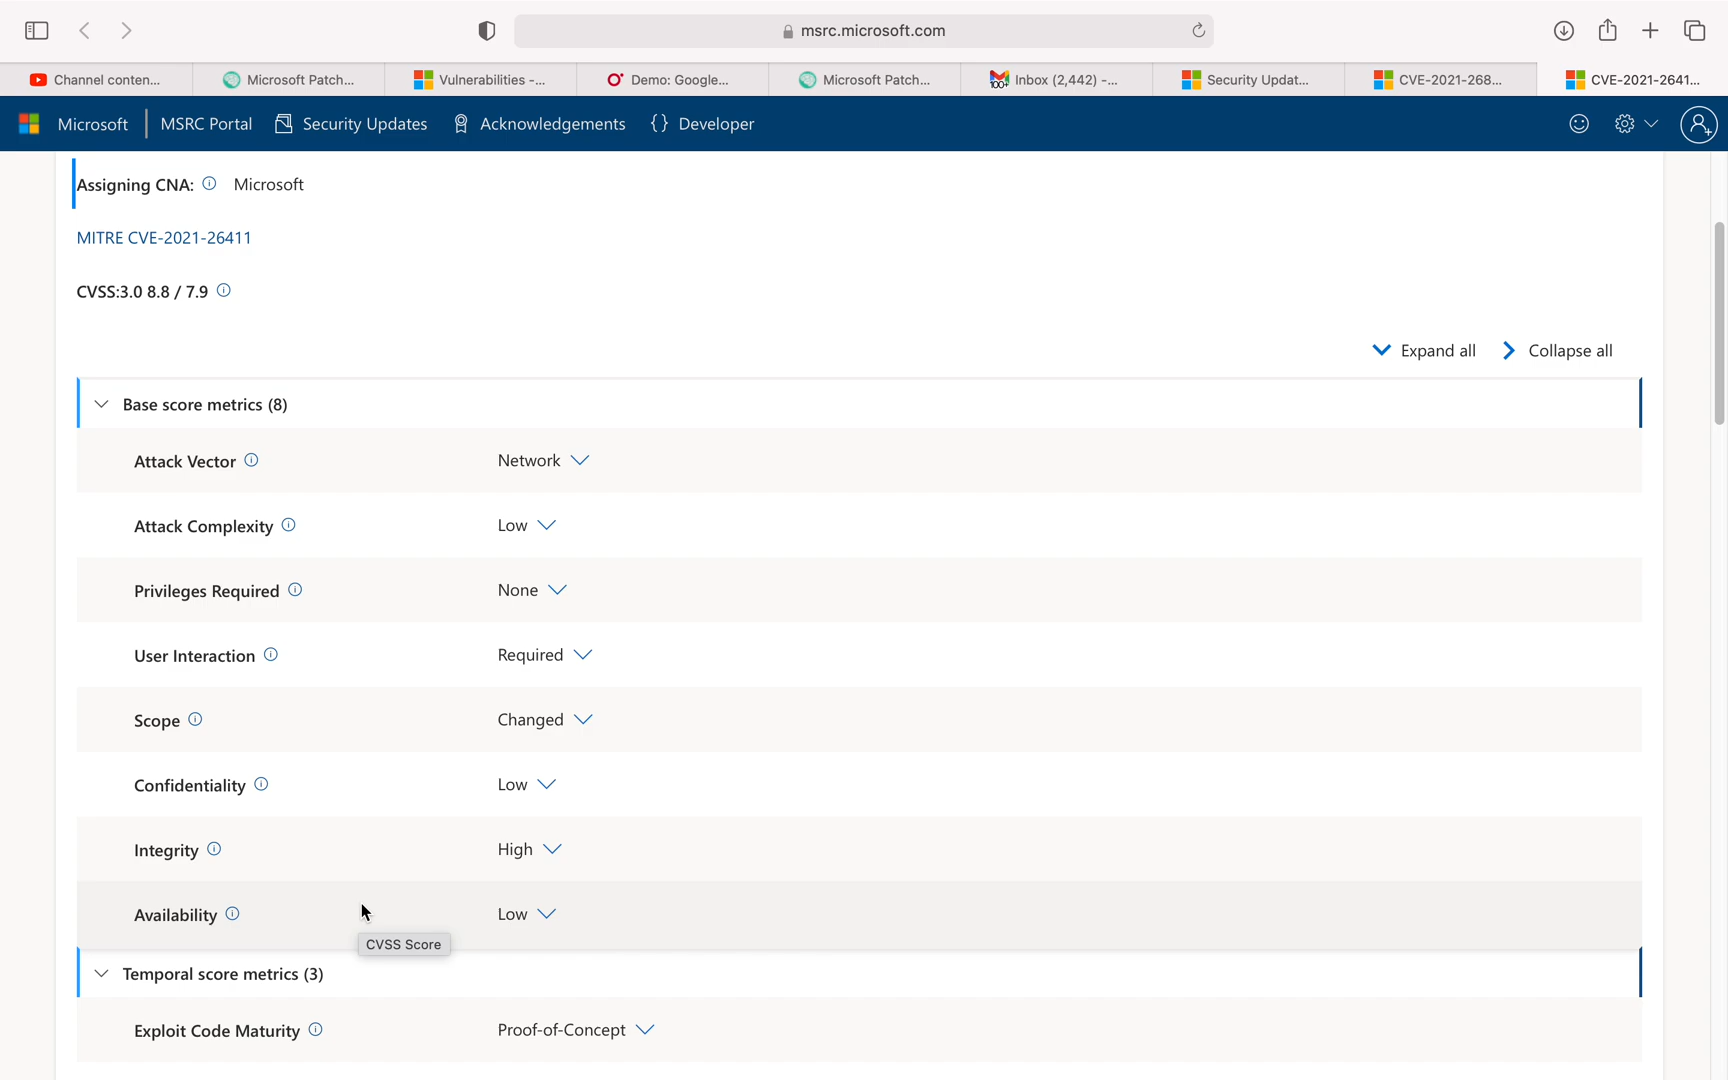 msrc.microsoft.com
Channel conten...
Microsoft Patch...
Vulnerabilities -...
Demo: Google...
Microsoft Patch...
100+
Inbox (2,442) -...
Security Updat...
CVE-2021-268...
CVE-2021-2641...
Microsoft
MSRC Portal
Security Updates
Acknowledgements
{} Developer
Assigning CNA: Microsoft
MITRE CVE-2021-26411
CVSS:3.0 8.8 / 7.9
Expand all
Collapse all
Base score metrics (8)
Attack Vector Network
Attack Complexity Low
Privileges Required None
User Interaction Required
Scope Changed
Confidentiality Low
Integrity High
Availability Low
CVSS Score
Temporal score metrics (3)
Exploit Code Maturity Proof-of-Concept